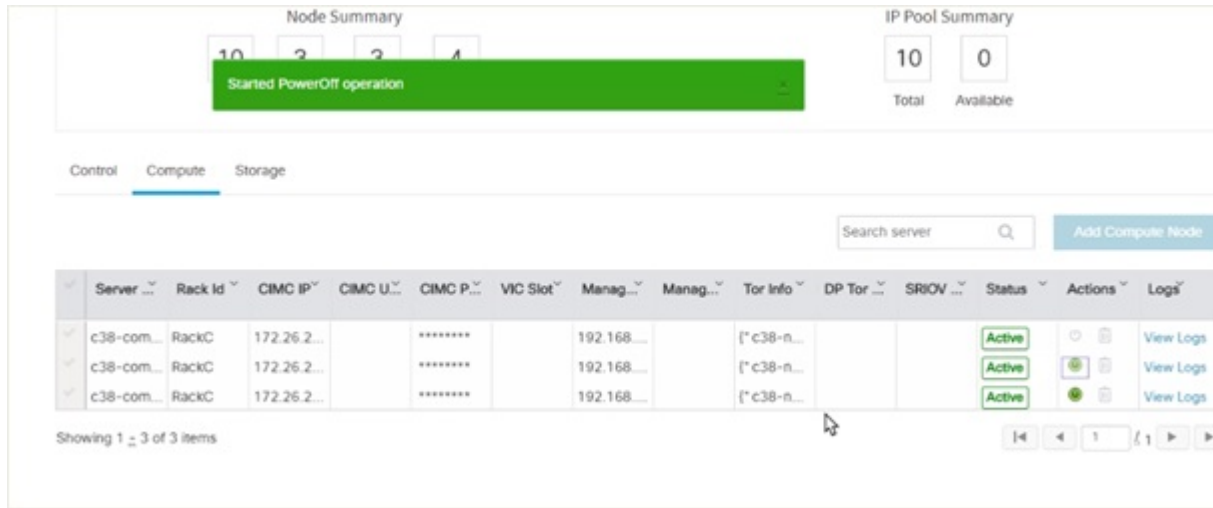 Node Summary
IP Pool Summary
10 3 3 4
10 0
Started PowerOff operation
Total Available
Control Compute Storage
Search server
Add Compute Node
Server ... Rack Id CIMC IP CIMC U... CIMC P... VIC Slot Manag... Manag... Tor Info DP Tor ... SRIOV ... Status Actions Logs
c38-com... RackC 172.26.2... ******** 192.168.... {"c38-n... Active View Logs
c38-com... RackC 172.26.2... ******** 192.168.... {"c38-n... Active View Logs
c38-com... RackC 172.26.2... ******** 192.168.... {"c38-n... Active View Logs
Showing 1 - 3 of 3 items
1 / 1